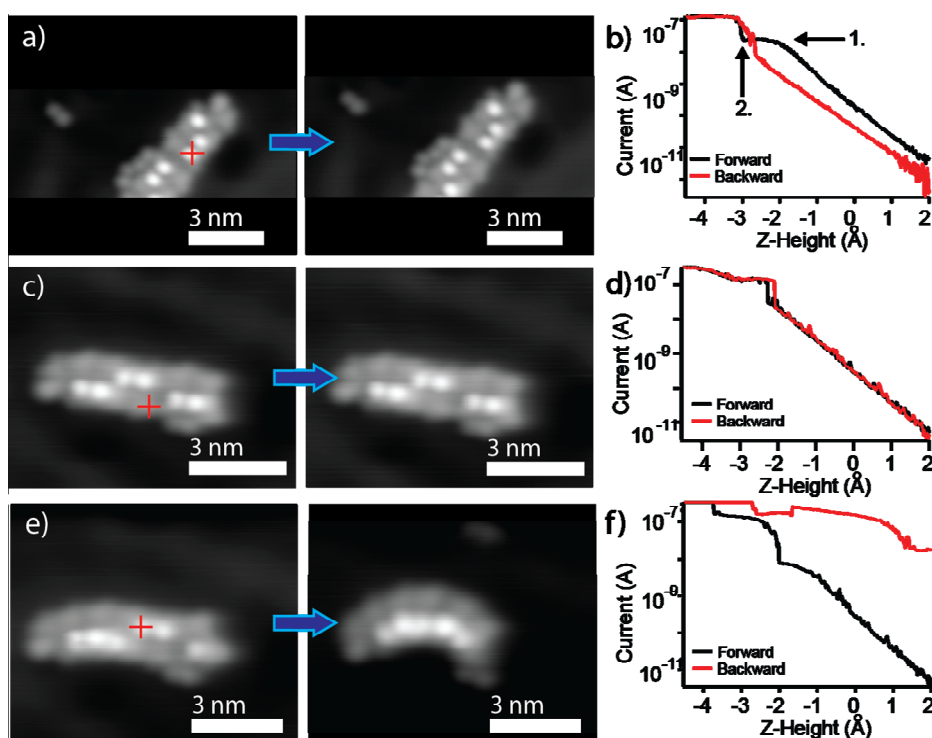 a)
3 nm
3 nm
b)
Current (A)
10⁻⁷
10⁻⁹
10⁻¹¹
1.
2.
Forward
Backward
-4 -3 -2 -1 0 1 2
Z-Height (Å)
c)
3 nm
3 nm
d)
Current (A)
10⁻⁷
10⁻⁹
10⁻¹¹
Forward
Backward
-4 -3 -2 -1 0 1 2
Z-Height (Å)
e)
3 nm
3 nm
f)
Current (A)
10⁻⁷
10⁻⁹
10⁻¹¹
Forward
Backward
-4 -3 -2 -1 0 1 2
Z-Height (Å)